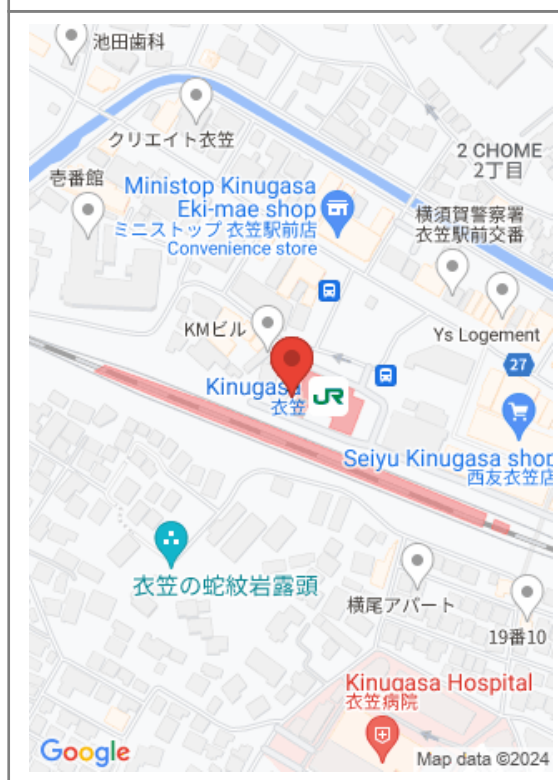 池田歯科
クリエイト衣笠
2 CHOME
2丁目
壱番館
Ministop Kinugasa
Eki-mae shop
ミニストップ 衣笠駅前店
Convenience store
横須賀警察署
衣笠駅前交番
KMビル
Ys Logement
27
Kinugasa
衣笠
JR
Seiyu Kinugasa shop
西友衣笠店
衣笠の蛇紋岩露頭
横尾アパート
19番10
Kinugasa Hospital
衣笠病院
Google
Map data ©2024